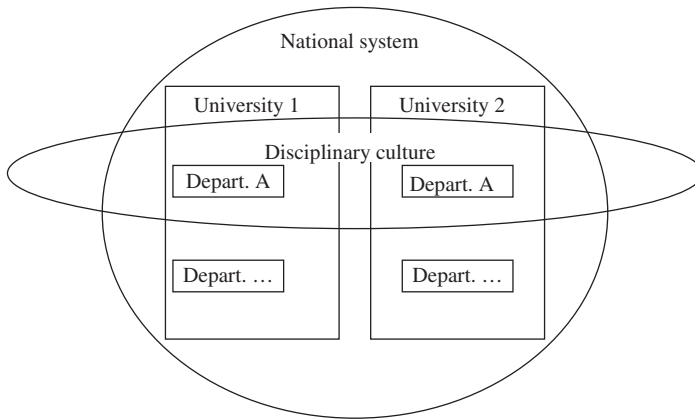 National system
University 1
University 2
Disciplinary culture
Depart. A
Depart. A
Depart. …
Depart. …